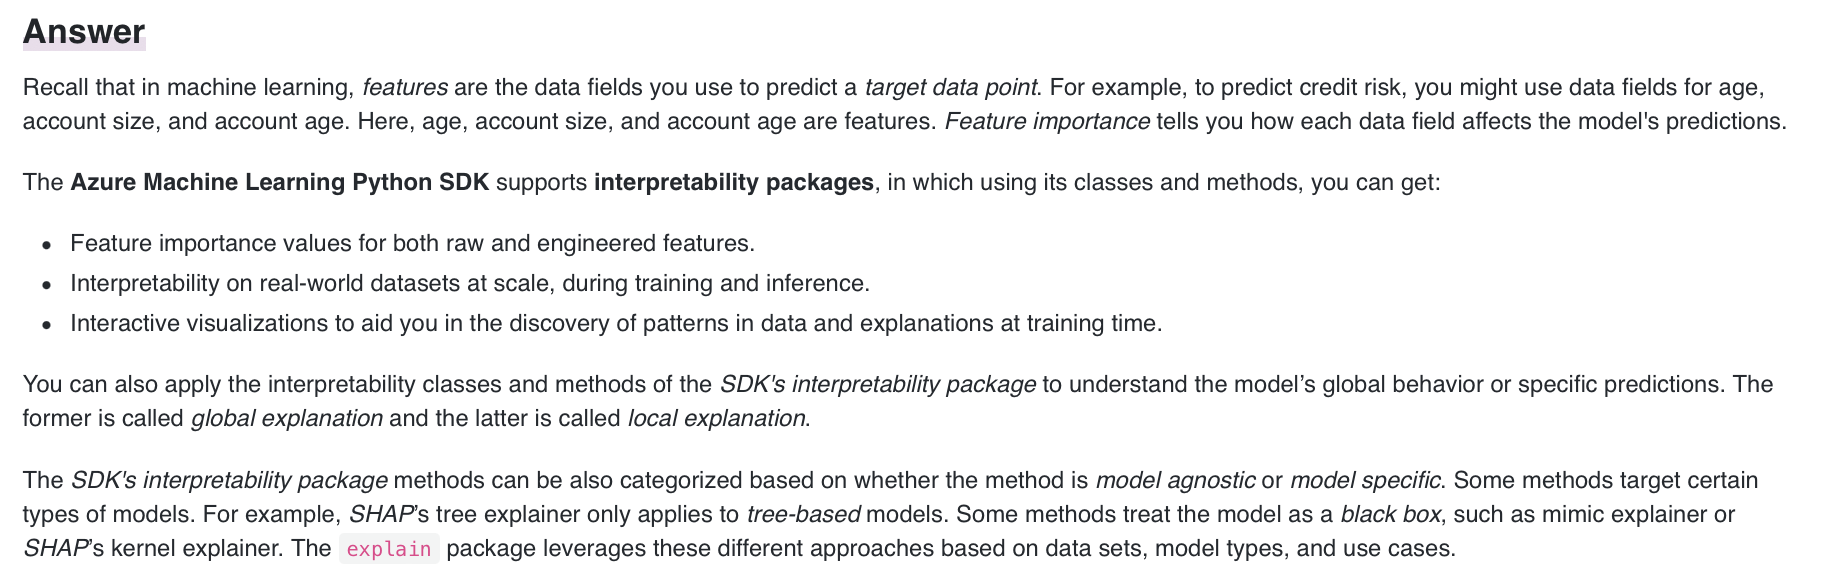 Answer
Recall that in machine learning, features are the data fields you use to predict a target data point. For example, to predict credit risk, you might use data fields for age,
account size, and account age. Here, age, account size, and account age are features. Feature importance tells you how each data field affects the model's predictions.
The Azure Machine Learning Python SDK supports interpretability packages, in which using its classes and methods, you can get:
• Feature importance values for both raw and engineered features.
• Interpretability on real-world datasets at scale, during training and inference.
• Interactive visualizations to aid you in the discovery of patterns in data and explanations at training time.
You can also apply the interpretability classes and methods of the SDK's interpretability package to understand the model’s global behavior or specific predictions. The
former is called global explanation and the latter is called local explanation.
The SDK's interpretability package methods can be also categorized based on whether the method is model agnostic or model specific. Some methods target certain
types of models. For example, SHAP’s tree explainer only applies to tree-based models. Some methods treat the model as a black box, such as mimic explainer or
SHAP’s kernel explainer. The explain package leverages these different approaches based on data sets, model types, and use cases.